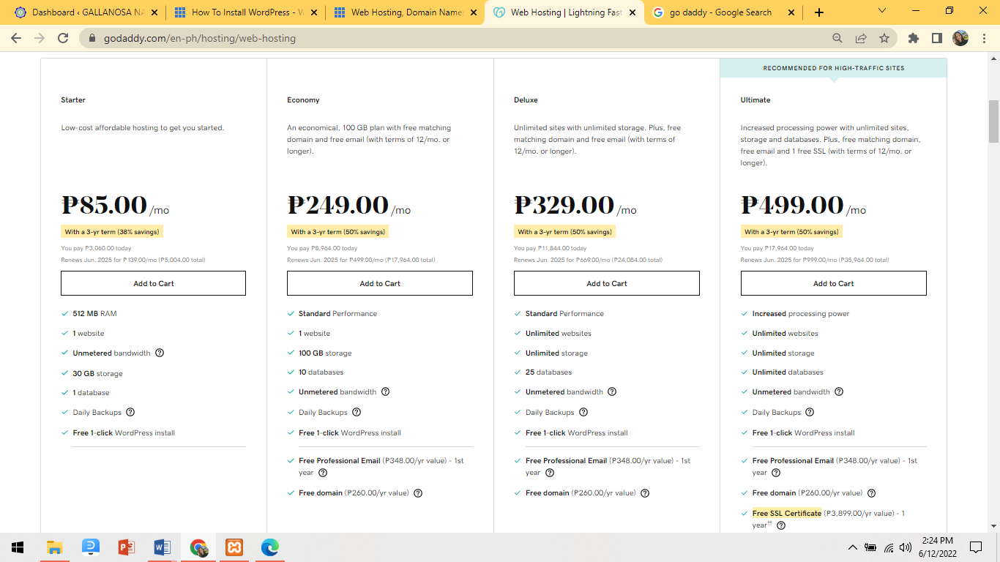 Dashboard ‹ GALLANOSA NA
How To Install WordPress - W
Web Hosting, Domain Name
Web Hosting | Lightning Fast
go daddy - Google Search
godaddy.com/en-ph/hosting/web-hosting
RECOMMENDED FOR HIGH-TRAFFIC SITES
Starter
Low-cost affordable hosting to get you started.
₱85.00/mo
With a 3-yr term (38% savings)
You pay ₱3,060.00 today
Renews Jun. 2025 for ₱139.00/mo (₱5,004.00 total)
Add to Cart
512 MB RAM
1 website
Unmetered bandwidth
30 GB storage
1 database
Daily Backups
Free 1-click WordPress install
Economy
An economical, 100 GB plan with free matching
domain and free email (with terms of 12/mo. or
longer).
₱249.00/mo
With a 3-yr term (50% savings)
You pay ₱8,964.00 today
Renews Jun. 2025 for ₱499.00/mo (₱17,964.00 total)
Add to Cart
Standard Performance
1 website
100 GB storage
10 databases
Unmetered bandwidth
Daily Backups
Free 1-click WordPress install
Free Professional Email (₱348.00/yr value) - 1st
year
Free domain (₱260.00/yr value)
Deluxe
Unlimited sites with unlimited storage. Plus, free
matching domain and free email (with terms of
12/mo. or longer).
₱329.00/mo
With a 3-yr term (50% savings)
You pay ₱11,844.00 today
Renews Jun. 2025 for ₱669.00/mo (₱24,084.00 total)
Add to Cart
Standard Performance
Unlimited websites
Unlimited storage
25 databases
Unmetered bandwidth
Daily Backups
Free 1-click WordPress install
Free Professional Email (₱348.00/yr value) - 1st
year
Free domain (₱260.00/yr value)
Ultimate
Increased processing power with unlimited sites,
storage and databases. Plus, free matching domain,
free email and 1 free SSL (with terms of 12/mo. or
longer).
₱499.00/mo
With a 3-yr term (50% savings)
You pay ₱17,964.00 today
Renews Jun. 2025 for ₱999.00/mo (₱35,964.00 total)
Add to Cart
Increased processing power
Unlimited websites
Unlimited storage
Unlimited databases
Unmetered bandwidth
Daily Backups
Free 1-click WordPress install
Free Professional Email (₱348.00/yr value) - 1st
year
Free domain (₱260.00/yr value)
Free SSL Certificate (₱3,899.00/yr value) - 1
year††
2:24 PM
6/12/2022